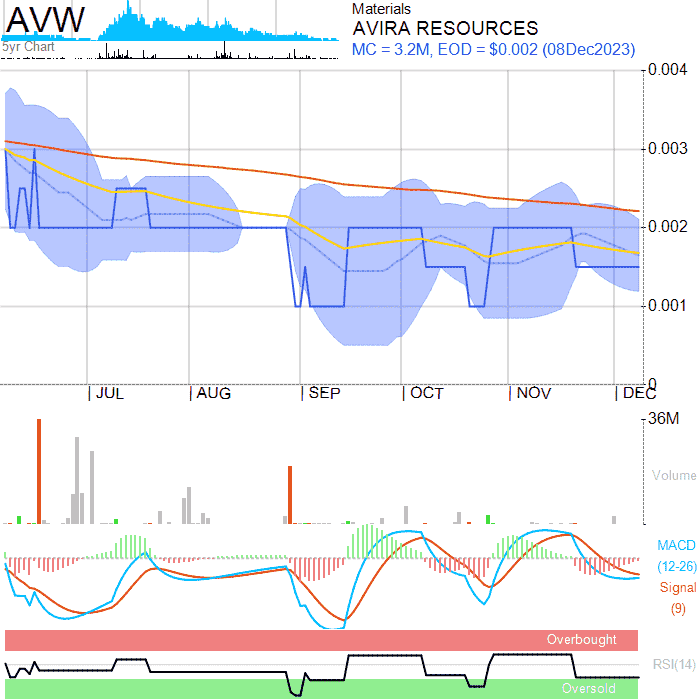 AVW
5yr Chart
Materials
AVIRA RESOURCES
MC = 3.2M, EOD = $0.002 (08Dec2023)
0.004
0.003
0.002
0.001
0
JUL AUG SEP OCT NOV DEC
36M
Volume
MACD
(12-26)
Signal
(9)
Overbought
RSI(14)
Oversold